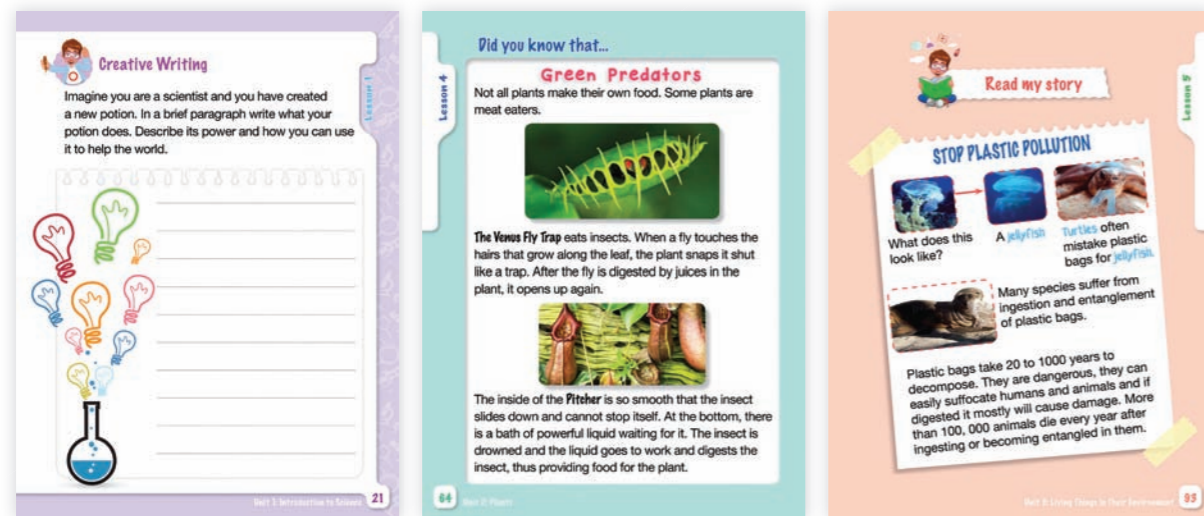 Creative Writing
Imagine you are a scientist and you have created
a new potion. In a brief paragraph write what your
potion does. Describe its power and how you can use
it to help the world.
Lesson 1
Unit 1: Introduction to Science
21
Did you know that...
Lesson 4
Green Predators
Not all plants make their own food. Some plants are
meat eaters.
The Venus Fly Trap eats insects. When a fly touches the
hairs that grow along the leaf, the plant snaps it shut
like a trap. After the fly is digested by juices in the
plant, it opens up again.
The inside of the Pitcher is so smooth that the insect
slides down and cannot stop itself. At the bottom, there
is a bath of powerful liquid waiting for it. The insect is
drowned and the liquid goes to work and digests the
insect, thus providing food for the plant.
64
Unit 2: Plants
Read my story
Lesson 5
STOP PLASTIC POLLUTION
What does this
look like?
A jellyfish
Turtles often
mistake plastic
bags for jellyfish.
Many species suffer from
ingestion and entanglement
of plastic bags.
Plastic bags take 20 to 1000 years to
decompose. They are dangerous, they can
easily suffocate humans and animals and if
digested it mostly will cause damage. More
than 100, 000 animals die every year after
ingesting or becoming entangled in them.
Unit 3: Living Things in Their Environment
93